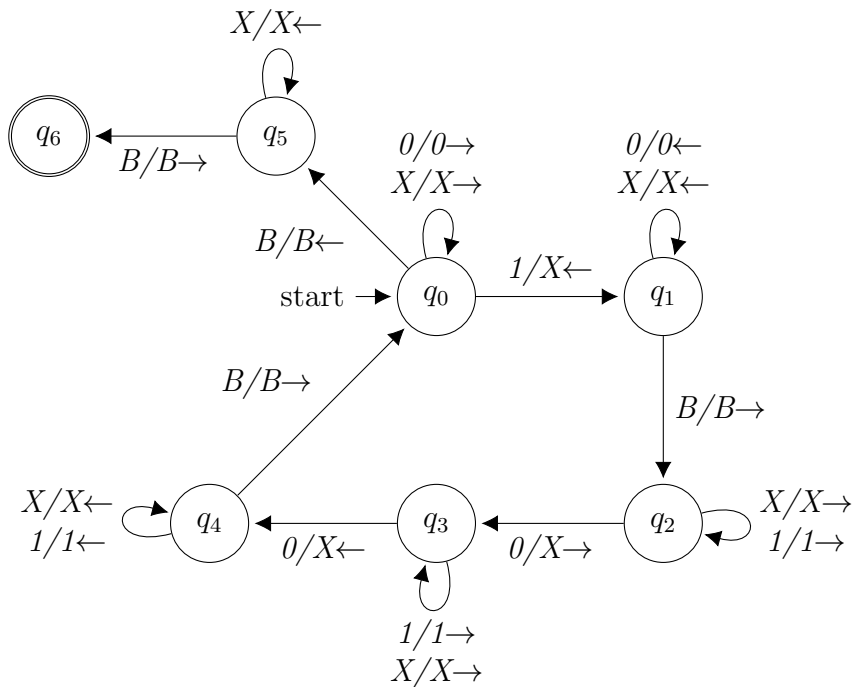 X/X←
q6
q5
B/B→
0/0→
X/X→
0/0←
X/X←
B/B←
1/X←
start
q0
q1
B/B→
B/B→
X/X←
1/1←
q4
q3
q2
X/X→
1/1→
0/X←
0/X→
1/1→
X/X→